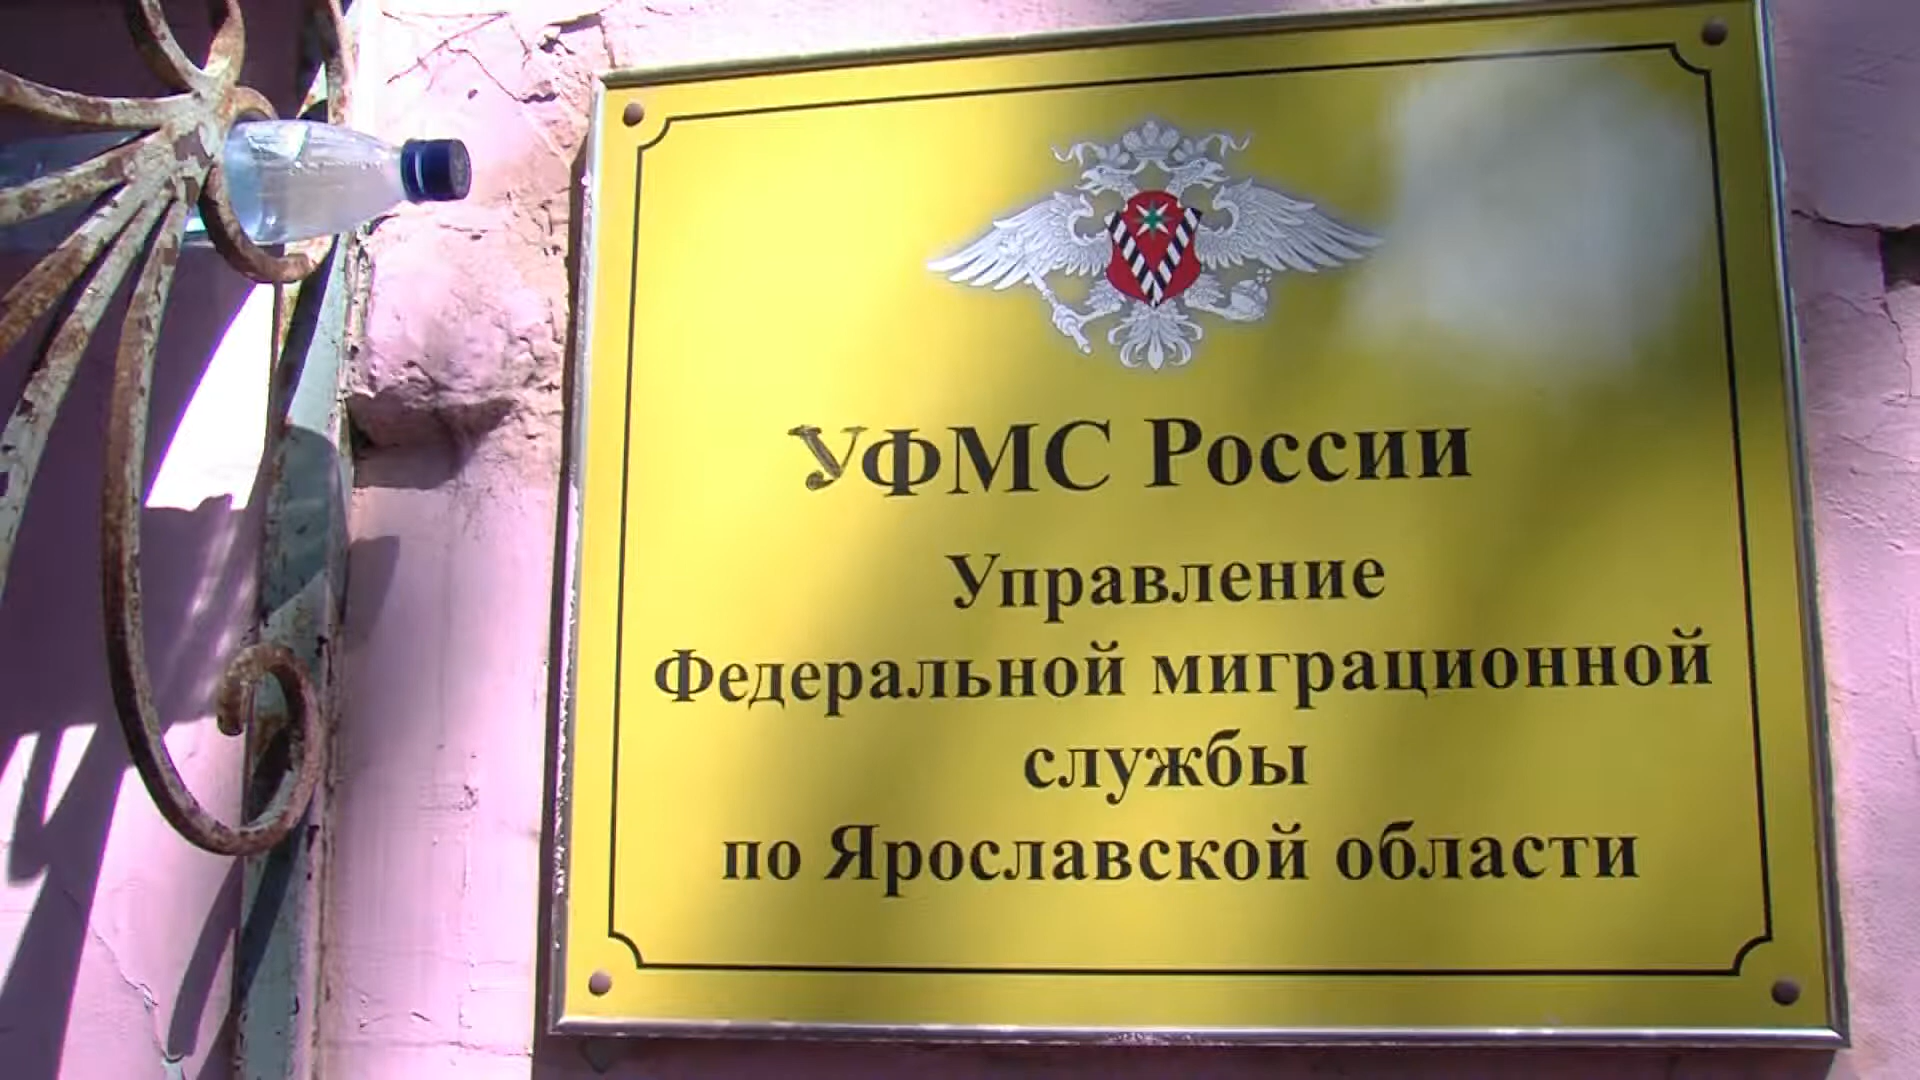 УФМС России
Управление
Федеральной миграционной
службы
по Ярославской области